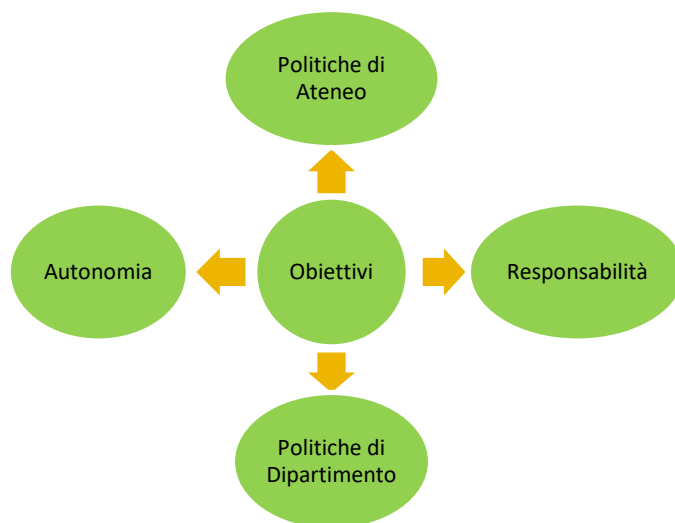 Politiche di
Ateneo
Autonomia
Obiettivi
Responsabilità
Politiche di
Dipartimento